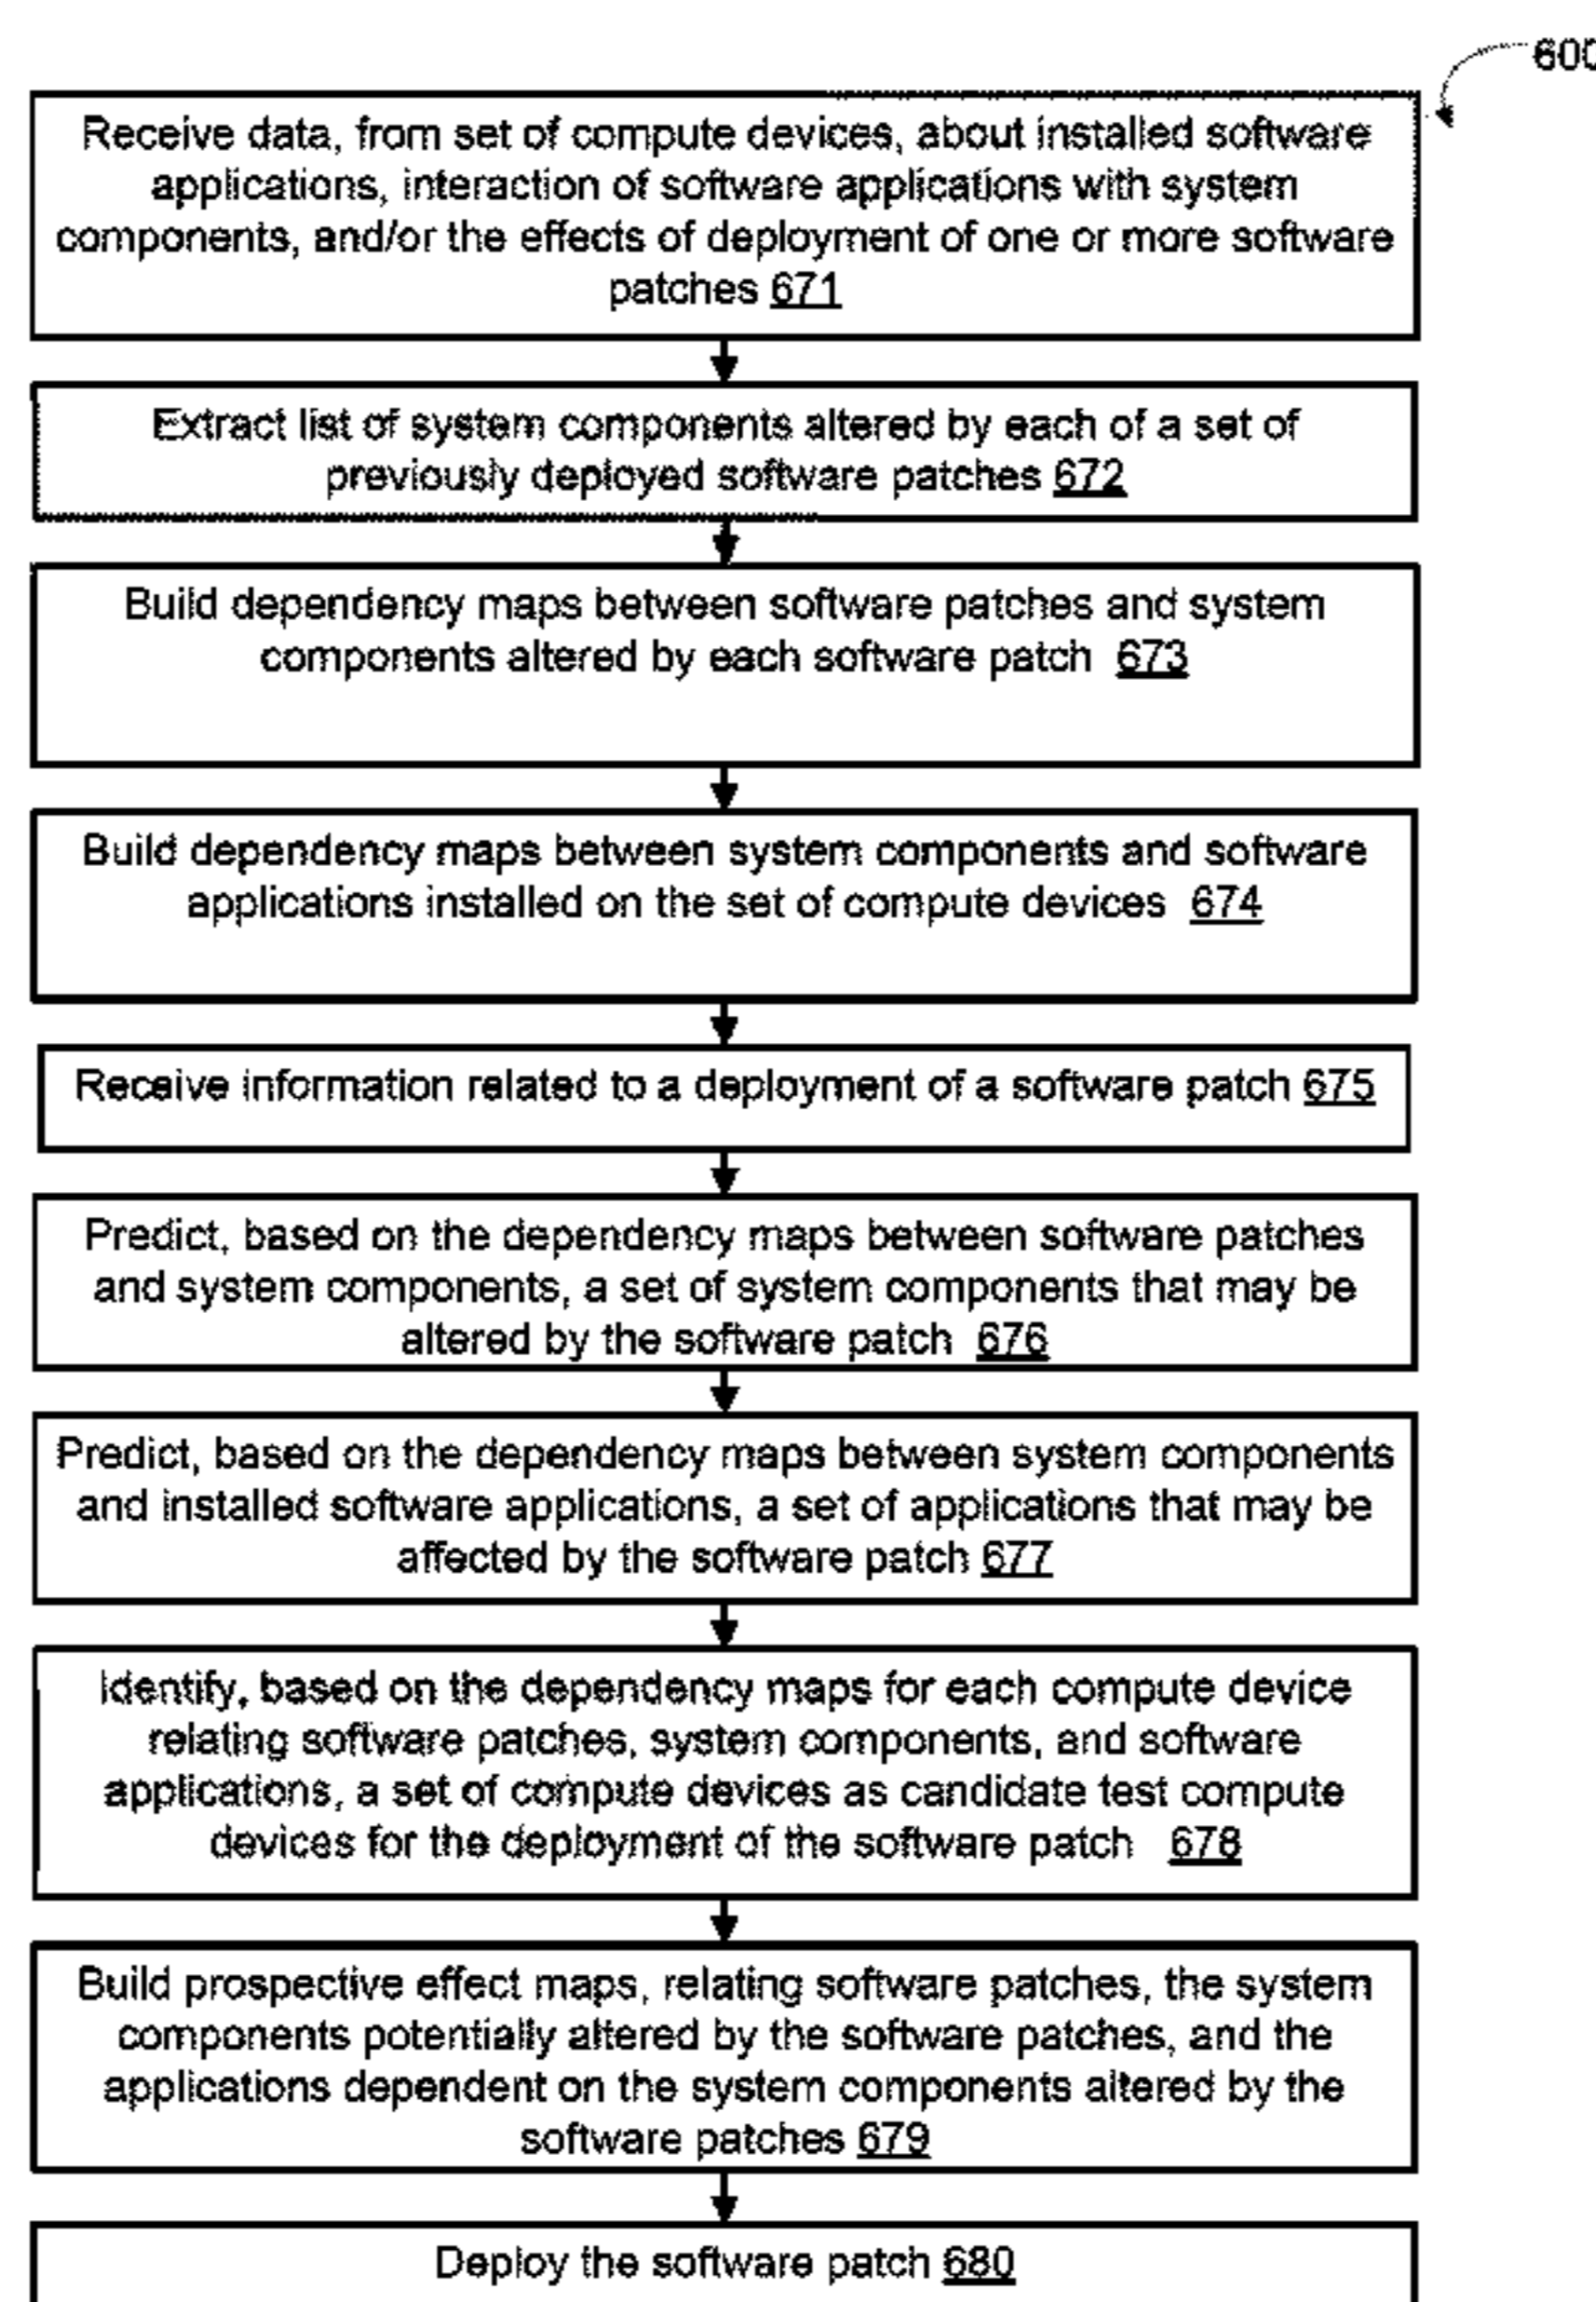 600
Receive data, from set of compute devices, about installed software
applications, interaction of software applications with system
components, and/or the effects of deployment of one or more software
patches 671
Extract list of system components altered by each of a set of
previously deployed software patches 672
Build dependency maps between software patches and system
components altered by each software patch 673
Build dependency maps between system components and software
applications installed on the set of compute devices 674
Receive information related to a deployment of a software patch 675
Predict, based on the dependency maps between software patches
and system components, a set of system components that may be
altered by the software patch 676
Predict, based on the dependency maps between system components
and installed software applications, a set of applications that may be
affected by the software patch 677
Identify, based on the dependency maps for each compute device
relating software patches, system components, and software
applications, a set of compute devices as candidate test compute
devices for the deployment of the software patch 678
Build prospective effect maps, relating software patches, the system
components potentially altered by the software patches, and the
applications dependent on the system components altered by the
software patches 679
Deploy the software patch 680